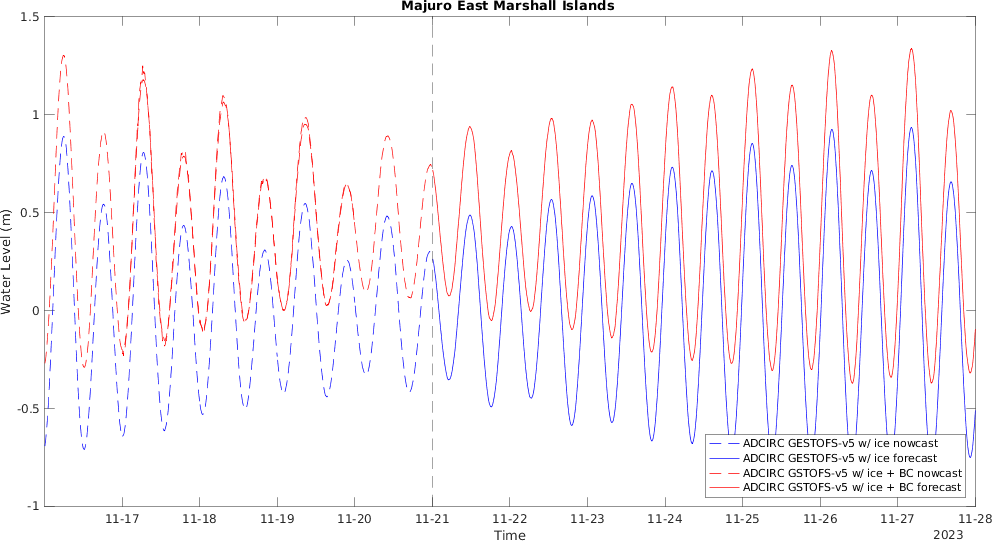 Majuro East Marshall Islands
1.5
1
0.5
0
-0.5
-1
Water Level (m)
11-17 11-18 11-19 11-20 11-21 11-22 11-23 11-24 11-25 11-26 11-27 11-28
Time
2023
ADCIRC GESTOFS-v5 w/ ice nowcast
ADCIRC GESTOFS-v5 w/ ice forecast
ADCIRC GSTOFS-v5 w/ ice + BC nowcast
ADCIRC GSTOFS-v5 w/ ice + BC forecast